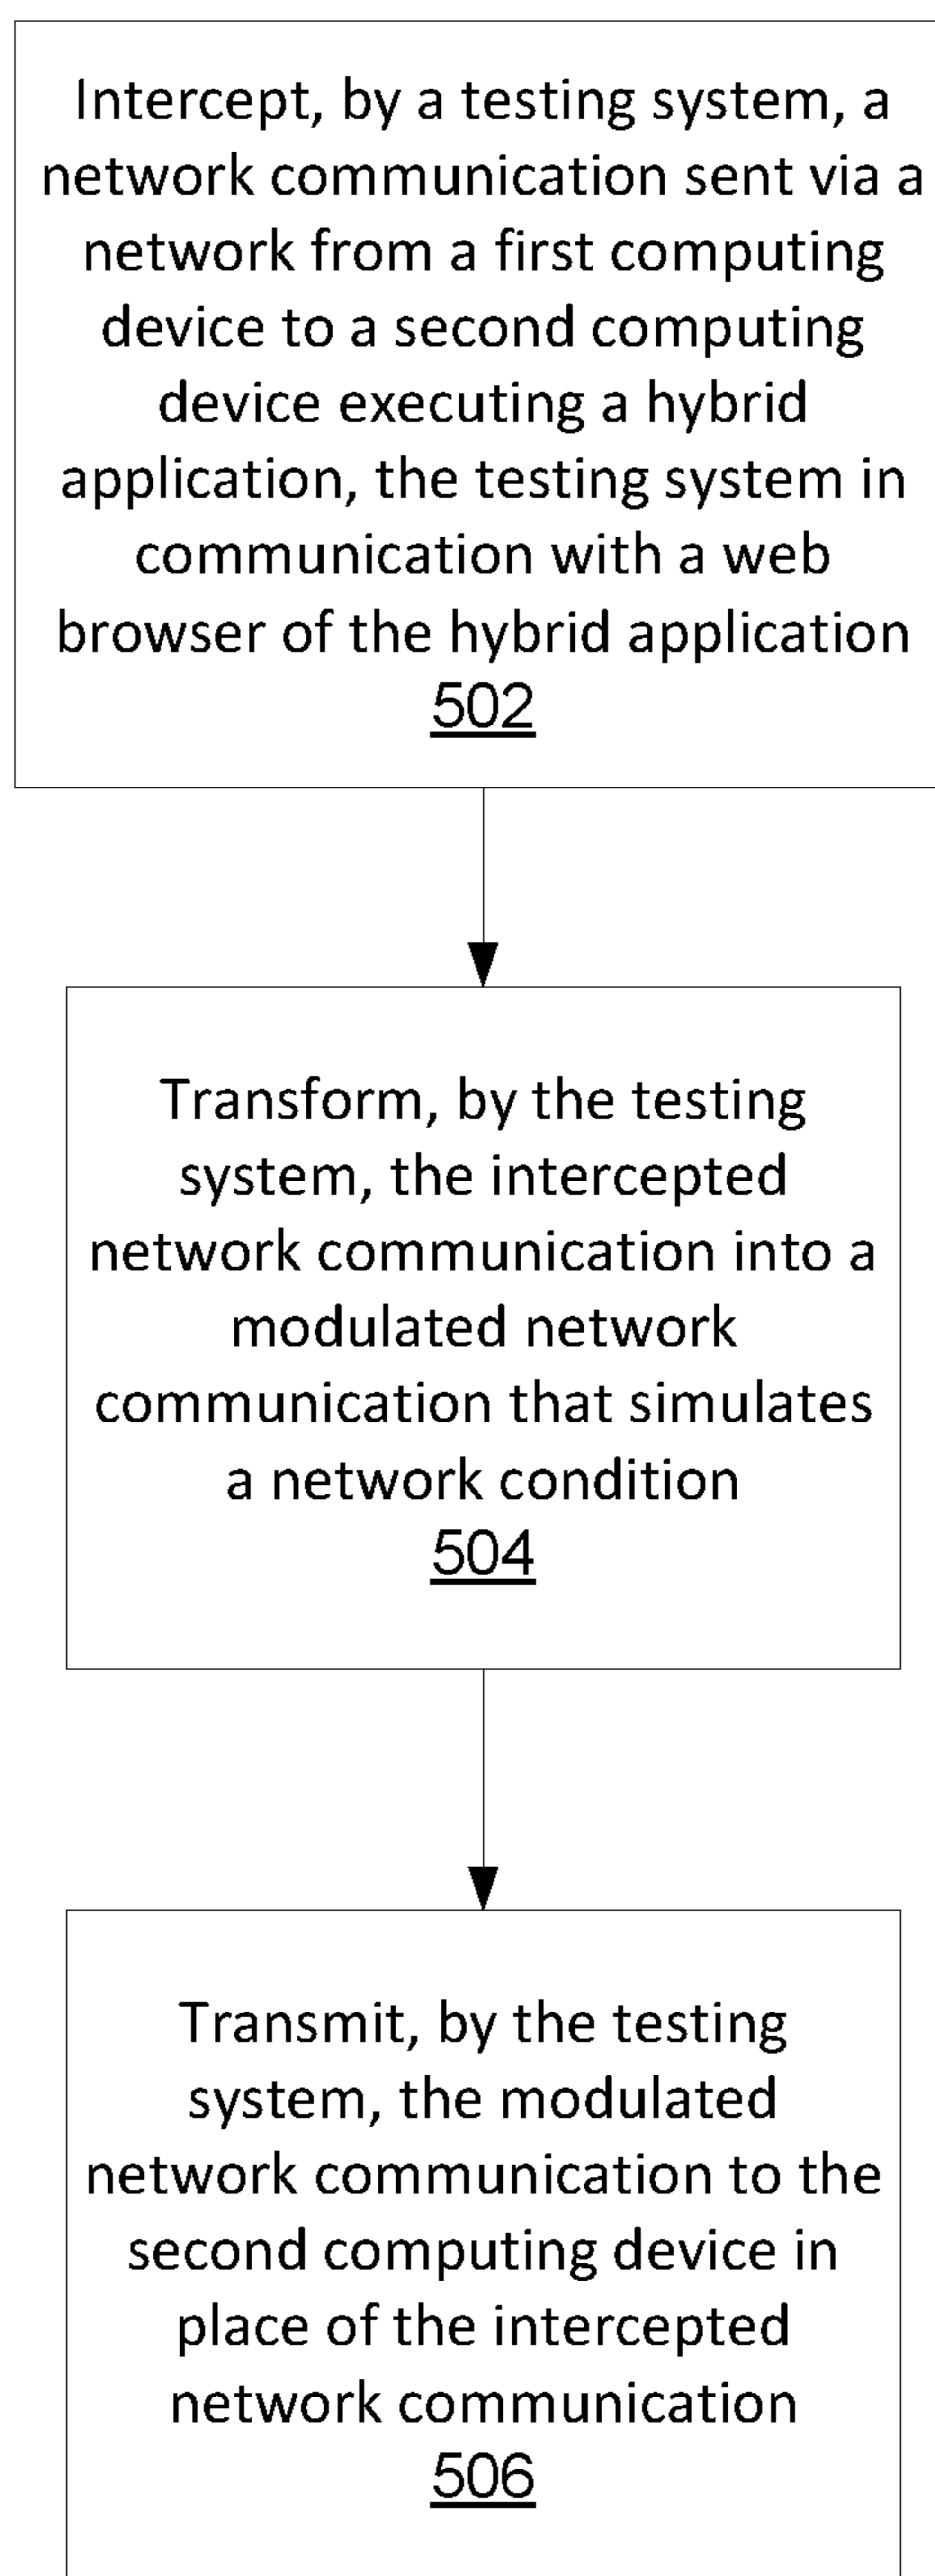 Intercept, by a testing system, a
network communication sent via a
network from a first computing
device to a second computing
device executing a hybrid
application, the testing system in
communication with a web
browser of the hybrid application
502
Transform, by the testing
system, the intercepted
network communication into a
modulated network
communication that simulates
a network condition
504
Transmit, by the testing
system, the modulated
network communication to the
second computing device in
place of the intercepted
network communication
506